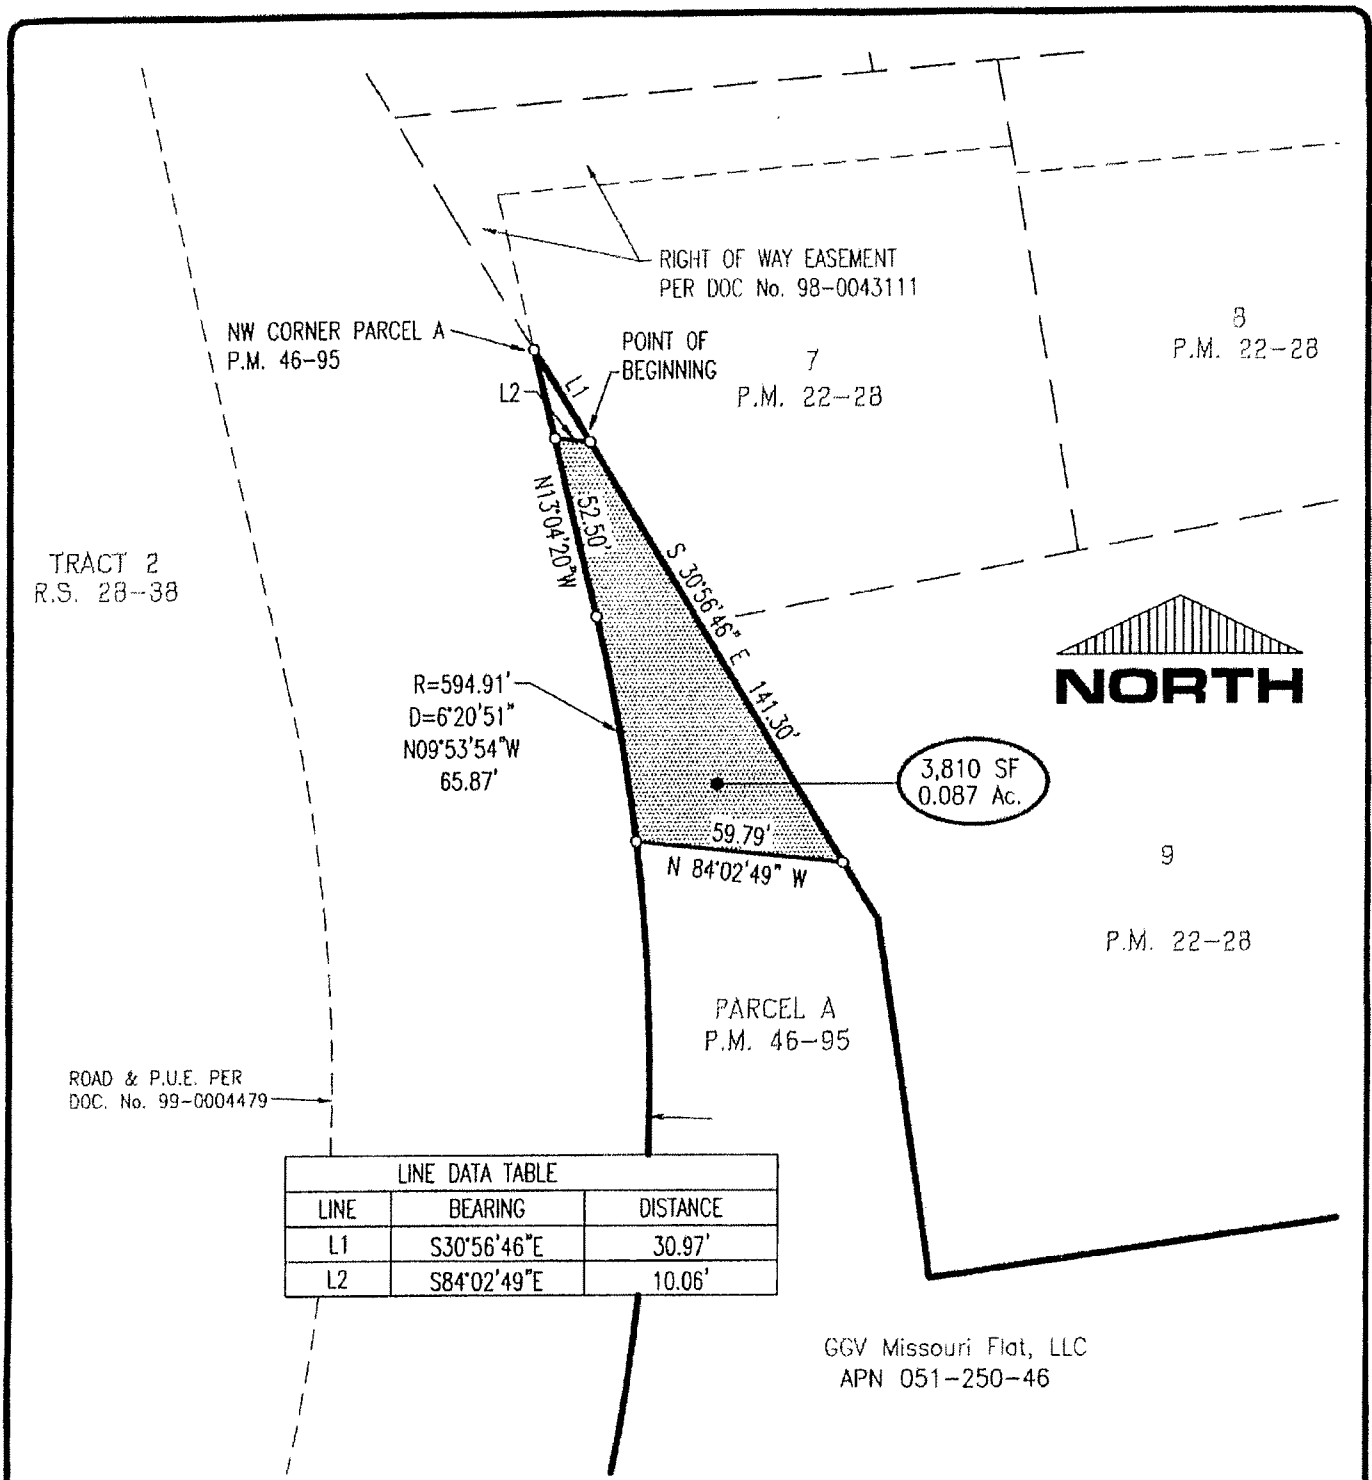 RIGHT OF WAY EASEMENT
PER DOC No. 98-0043111
NW CORNER PARCEL A
P.M. 46-95
POINT OF
BEGINNING
7
P.M. 22-28
8
P.M. 22-28
L1
L2
N13°04'20"W
52.50'
S 30°56'46" E 141.30'
TRACT 2
R.S. 28-38
NORTH
R=594.91'
D=6°20'51"
N09°53'54"W
65.87'
3,810 SF
0.087 Ac.
59.79'
N 84°02'49" W
9
P.M. 22-28
PARCEL A
P.M. 46-95
ROAD & P.U.E. PER
DOC. No. 99-0004479
LINE DATA TABLE
LINE BEARING DISTANCE
L1 S30°56'46"E 30.97'
L2 S84°02'49"E 10.06'
GGV Missouri Flat, LLC
APN 051-250-46